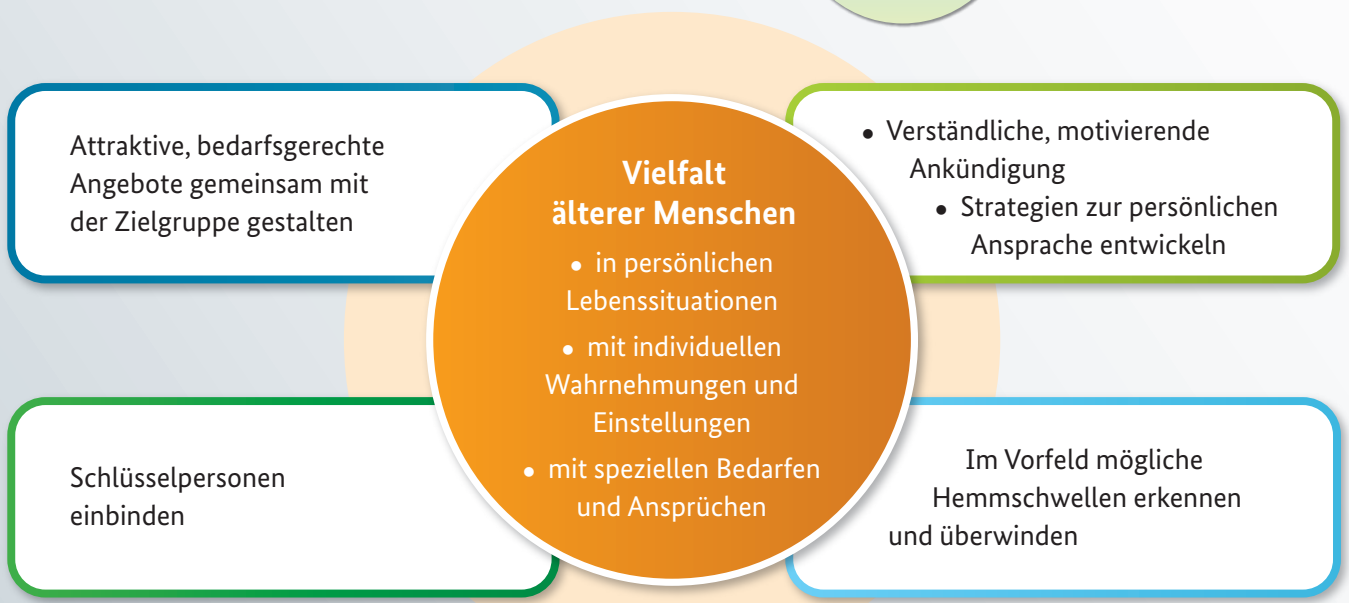 Attraktive, bedarfsgerechte
Angebote gemeinsam mit
der Zielgruppe gestalten
Vielfalt
älterer Menschen
• in persönlichen
Lebenssituationen
• mit individuellen
Wahrnehmungen und
Einstellungen
• mit speziellen Bedarfen
und Ansprüchen
• Verständliche, motivierende
Ankündigung
• Strategien zur persönlichen
Ansprache entwickeln
Schlüsselpersonen
einbinden
Im Vorfeld mögliche
Hemmschwellen erkennen
und überwinden